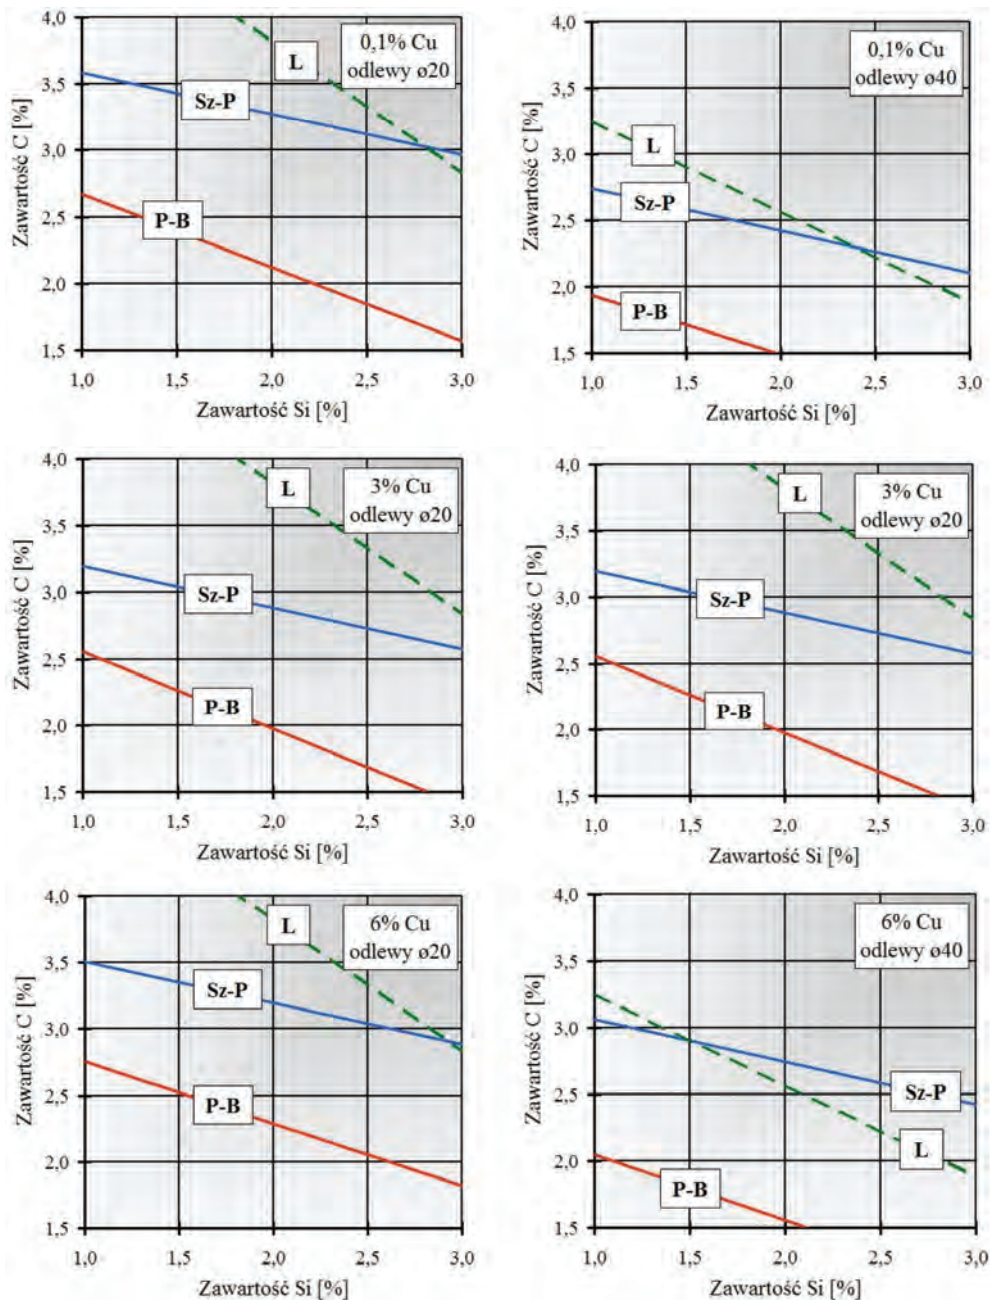 4,0
3,5
3,0
2,5
2,0
1,5
Zawartość C [%]
L
0,1% Cu
odlewy ø20
Sz-P
P-B
1,0 1,5 2,0 2,5 3,0
Zawartość Si [%]
4,0
3,5
3,0
2,5
2,0
1,5
Zawartość C [%]
0,1% Cu
odlewy ø40
L
Sz-P
P-B
1,0 1,5 2,0 2,5 3,0
Zawartość Si [%]
4,0
3,5
3,0
2,5
2,0
1,5
Zawartość C [%]
L
3% Cu
odlewy ø20
Sz-P
P-B
1,0 1,5 2,0 2,5 3,0
Zawartość Si [%]
4,0
3,5
3,0
2,5
2,0
1,5
Zawartość C [%]
L
3% Cu
odlewy ø20
Sz-P
P-B
1,0 1,5 2,0 2,5 3,0
Zawartość Si [%]
4,0
3,5
3,0
2,5
2,0
1,5
Zawartość C [%]
L
6% Cu
odlewy ø20
Sz-P
P-B
1,0 1,5 2,0 2,5 3,0
Zawartość Si [%]
4,0
3,5
3,0
2,5
2,0
1,5
Zawartość C [%]
6% Cu
odlewy ø40
Sz-P
L
P-B
1,0 1,5 2,0 2,5 3,0
Zawartość Si [%]